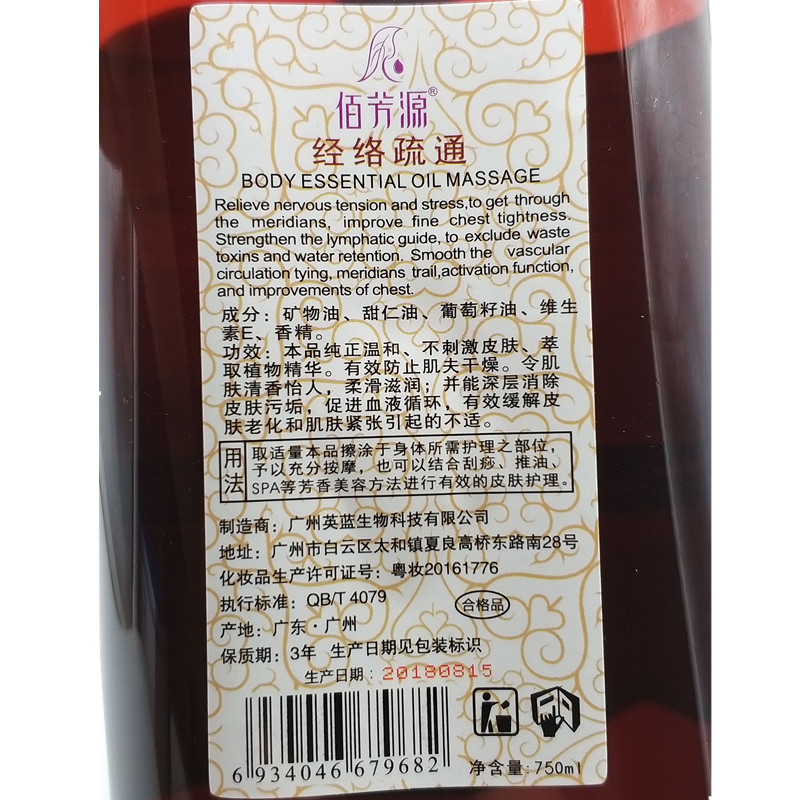 佰芳源®
经络疏通
BODY ESSENTIAL OIL MASSAGE
Relieve nervous tension and stress,to get through
the meridians, improve fine chest tightness.
Strengthen the lymphatic guide, to exclude waste
toxins and water retention. Smooth the vascular
circulation tying, meridians trail,activation function,
and improvements of chest.
成分：矿物油、甜仁油、葡萄籽油、维生
素E、香精。
功效：本品纯正温和、不刺激皮肤、萃
取植物精华。有效防止肌夫干燥。令肌
肤清香怡人，柔滑滋润；并能深层消除
皮肤污垢，促进血液循环，有效缓解皮
肤老化和肌肤紧张引起的不适。
用法
取适量本品擦涂于身体所需护理之部位，
予以充分按摩，也可以结合刮痧、推油、
SPA等芳香美容方法进行有效的皮肤护理。
制造商：广州英蓝生物科技有限公司
地址：广州市白云区太和镇夏良高桥东路南28号
化妆品生产许可证号：粤妆20161776
执行标准：QB/T 4079
合格品
产地：广东·广州
保质期：3年 生产日期见包装标识
生产日期：20180815
6 934046 679682
净含量:750ml